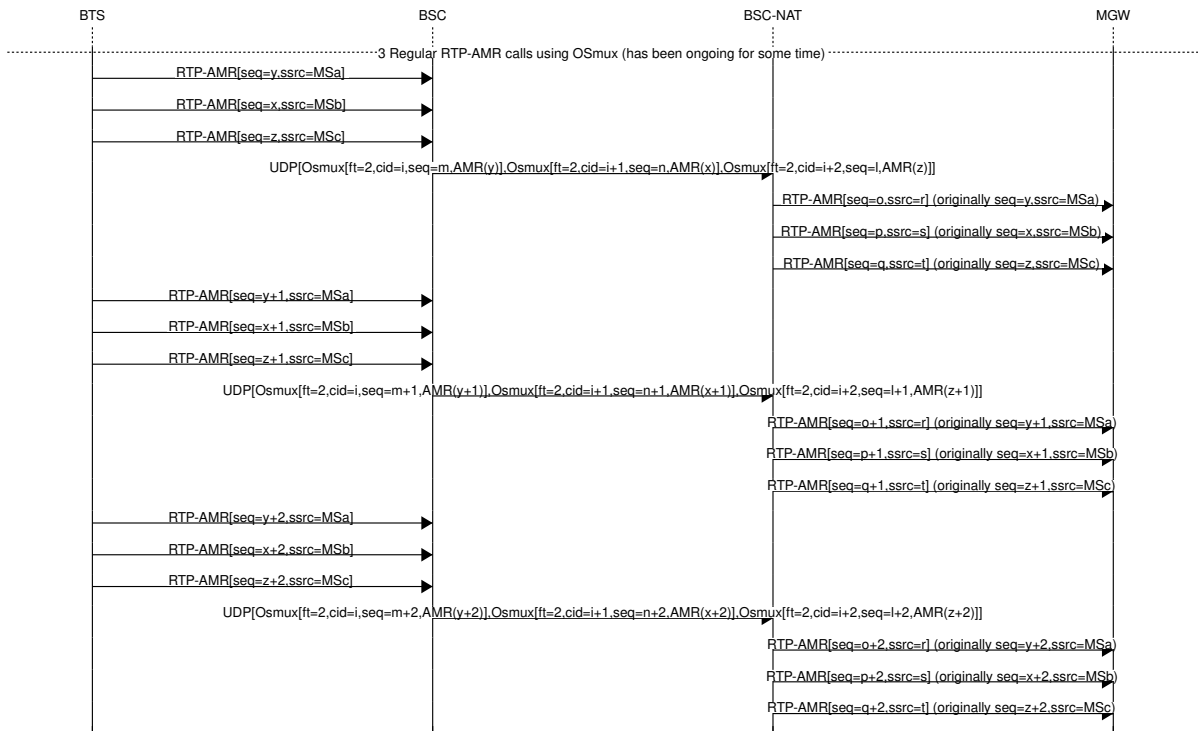 BTS BSC BSC-NAT MGW
3 Regular RTP-AMR calls using OSmux (has been ongoing for some time)
RTP-AMR[seq=y,ssrc=MSa]
RTP-AMR[seq=x,ssrc=MSb]
RTP-AMR[seq=z,ssrc=MSc]
UDP[Osmux[ft=2,cid=i,seq=m,AMR(y)],Osmux[ft=2,cid=i+1,seq=n,AMR(x)],Osmux[ft=2,cid=i+2,seq=l,AMR(z)]]
RTP-AMR[seq=o,ssrc=r] (originally seq=y,ssrc=MSa)
RTP-AMR[seq=p,ssrc=s] (originally seq=x,ssrc=MSb)
RTP-AMR[seq=q,ssrc=t] (originally seq=z,ssrc=MSc)
RTP-AMR[seq=y+1,ssrc=MSa]
RTP-AMR[seq=x+1,ssrc=MSb]
RTP-AMR[seq=z+1,ssrc=MSc]
UDP[Osmux[ft=2,cid=i,seq=m+1,AMR(y+1)],Osmux[ft=2,cid=i+1,seq=n+1,AMR(x+1)],Osmux[ft=2,cid=i+2,seq=l+1,AMR(z+1)]]
RTP-AMR[seq=o+1,ssrc=r] (originally seq=y+1,ssrc=MSa)
RTP-AMR[seq=p+1,ssrc=s] (originally seq=x+1,ssrc=MSb)
RTP-AMR[seq=q+1,ssrc=t] (originally seq=z+1,ssrc=MSc)
RTP-AMR[seq=y+2,ssrc=MSa]
RTP-AMR[seq=x+2,ssrc=MSb]
RTP-AMR[seq=z+2,ssrc=MSc]
UDP[Osmux[ft=2,cid=i,seq=m+2,AMR(y+2)],Osmux[ft=2,cid=i+1,seq=n+2,AMR(x+2)],Osmux[ft=2,cid=i+2,seq=l+2,AMR(z+2)]]
RTP-AMR[seq=o+2,ssrc=r] (originally seq=y+2,ssrc=MSa)
RTP-AMR[seq=p+2,ssrc=s] (originally seq=x+2,ssrc=MSb)
RTP-AMR[seq=q+2,ssrc=t] (originally seq=z+2,ssrc=MSc)